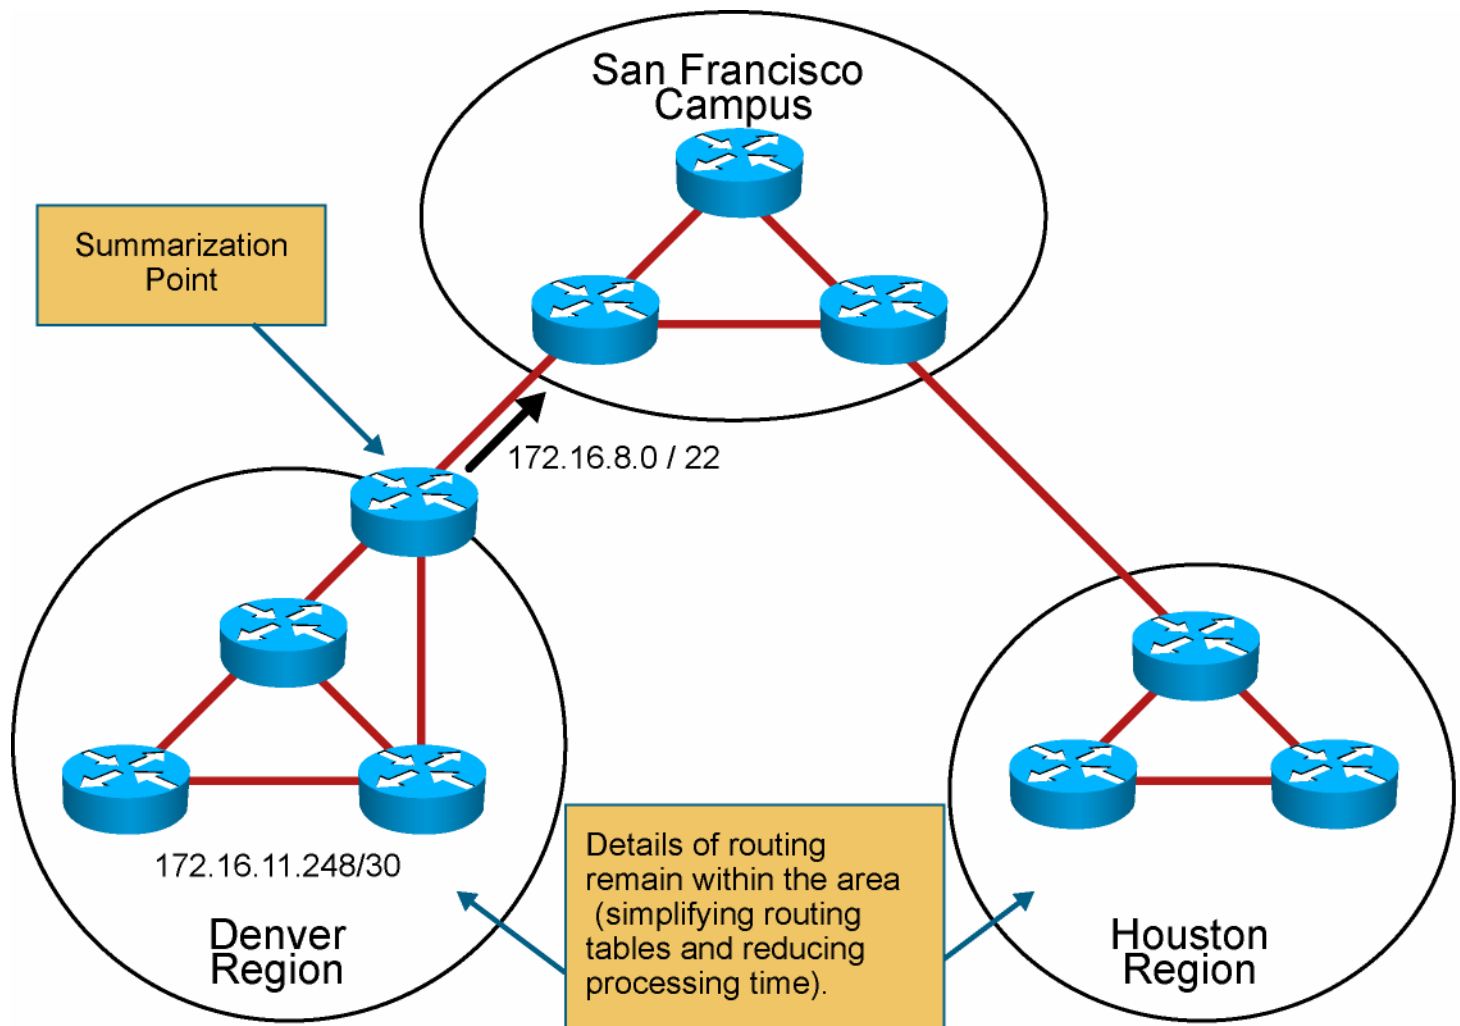 San Francisco
Campus
Summarization
Point
172.16.8.0 / 22
172.16.11.248/30
Denver
Region
Details of routing
remain within the area
(simplifying routing
tables and reducing
processing time).
Houston
Region